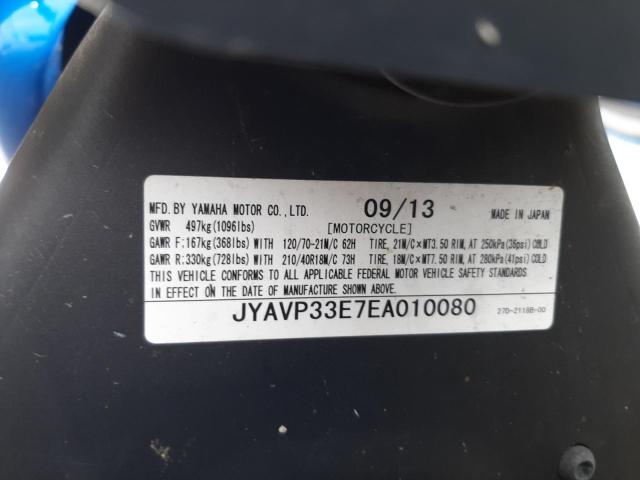 MFD. BY YAMAHA MOTOR CO., LTD. 09/13 MADE IN JAPAN
GVWR 497kg(1096lbs) [MOTORCYCLE]
GAWR F:167kg(368lbs) WITH 120/70-21M/C 62H TIRE, 21M/C×MT3.50 RIM, AT 250kPa(36psi) COLD
GAWR R:330kg(728lbs) WITH 210/40R18M/C 73H TIRE, 18M/C×MT7.50 RIM, AT 280kPa(41psi) COLD
THIS VEHICLE CONFORMS TO ALL APPLICABLE FEDERAL MOTOR VEHICLE SAFETY STANDARDS
IN EFFECT ON THE DATE OF MANUFACTURE SHOWN ABOVE.
JYAVP33E7EA010080 27D-2118B-00